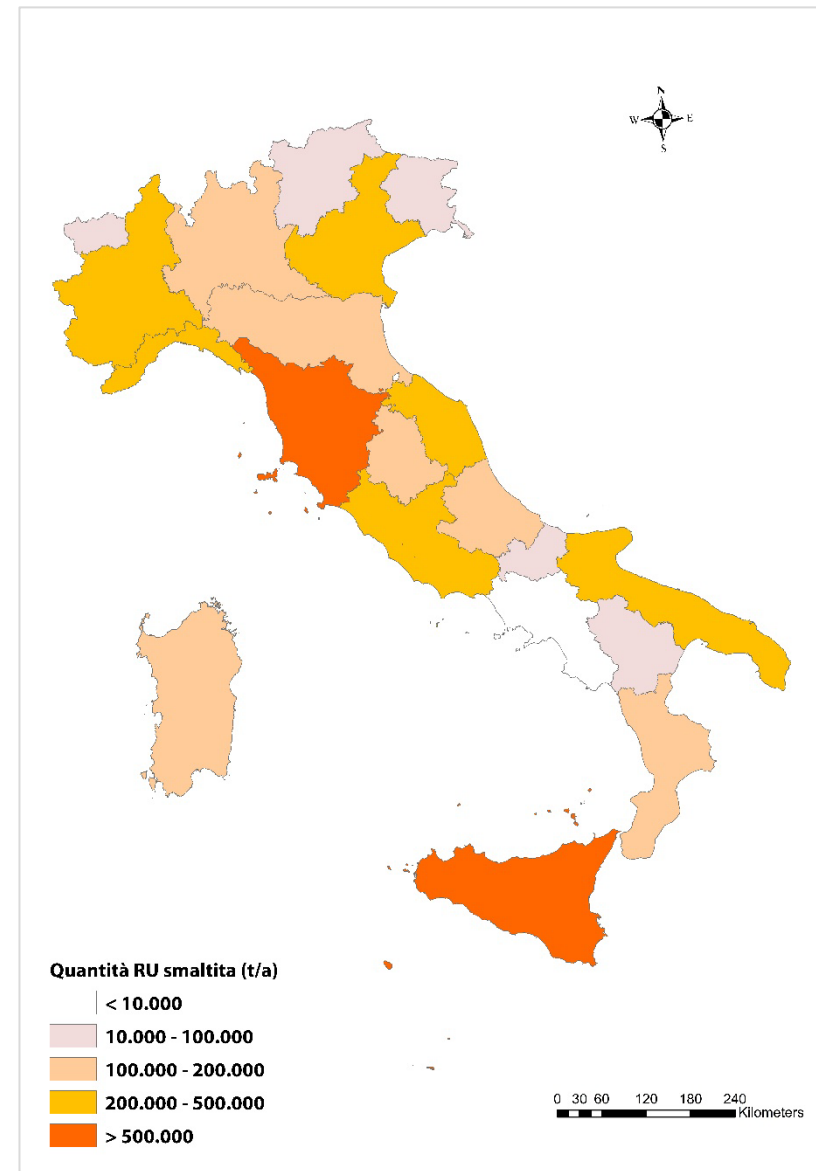 N
W E
S
Quantità RU smaltita (t/a)
< 10.000
10.000 - 100.000
100.000 - 200.000
200.000 - 500.000
> 500.000
0 30 60 120 180 240
Kilometers